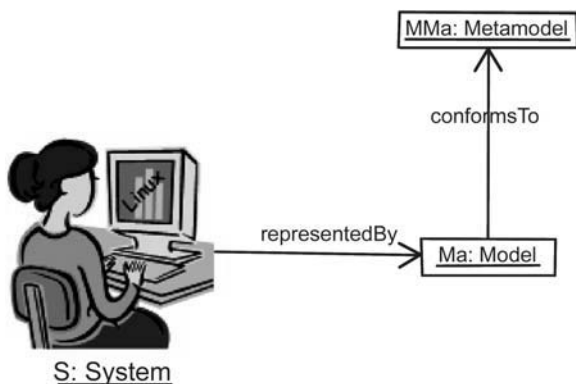 MMa: Metamodel
conformsTo
Linux
representedBy
Ma: Model
S: System